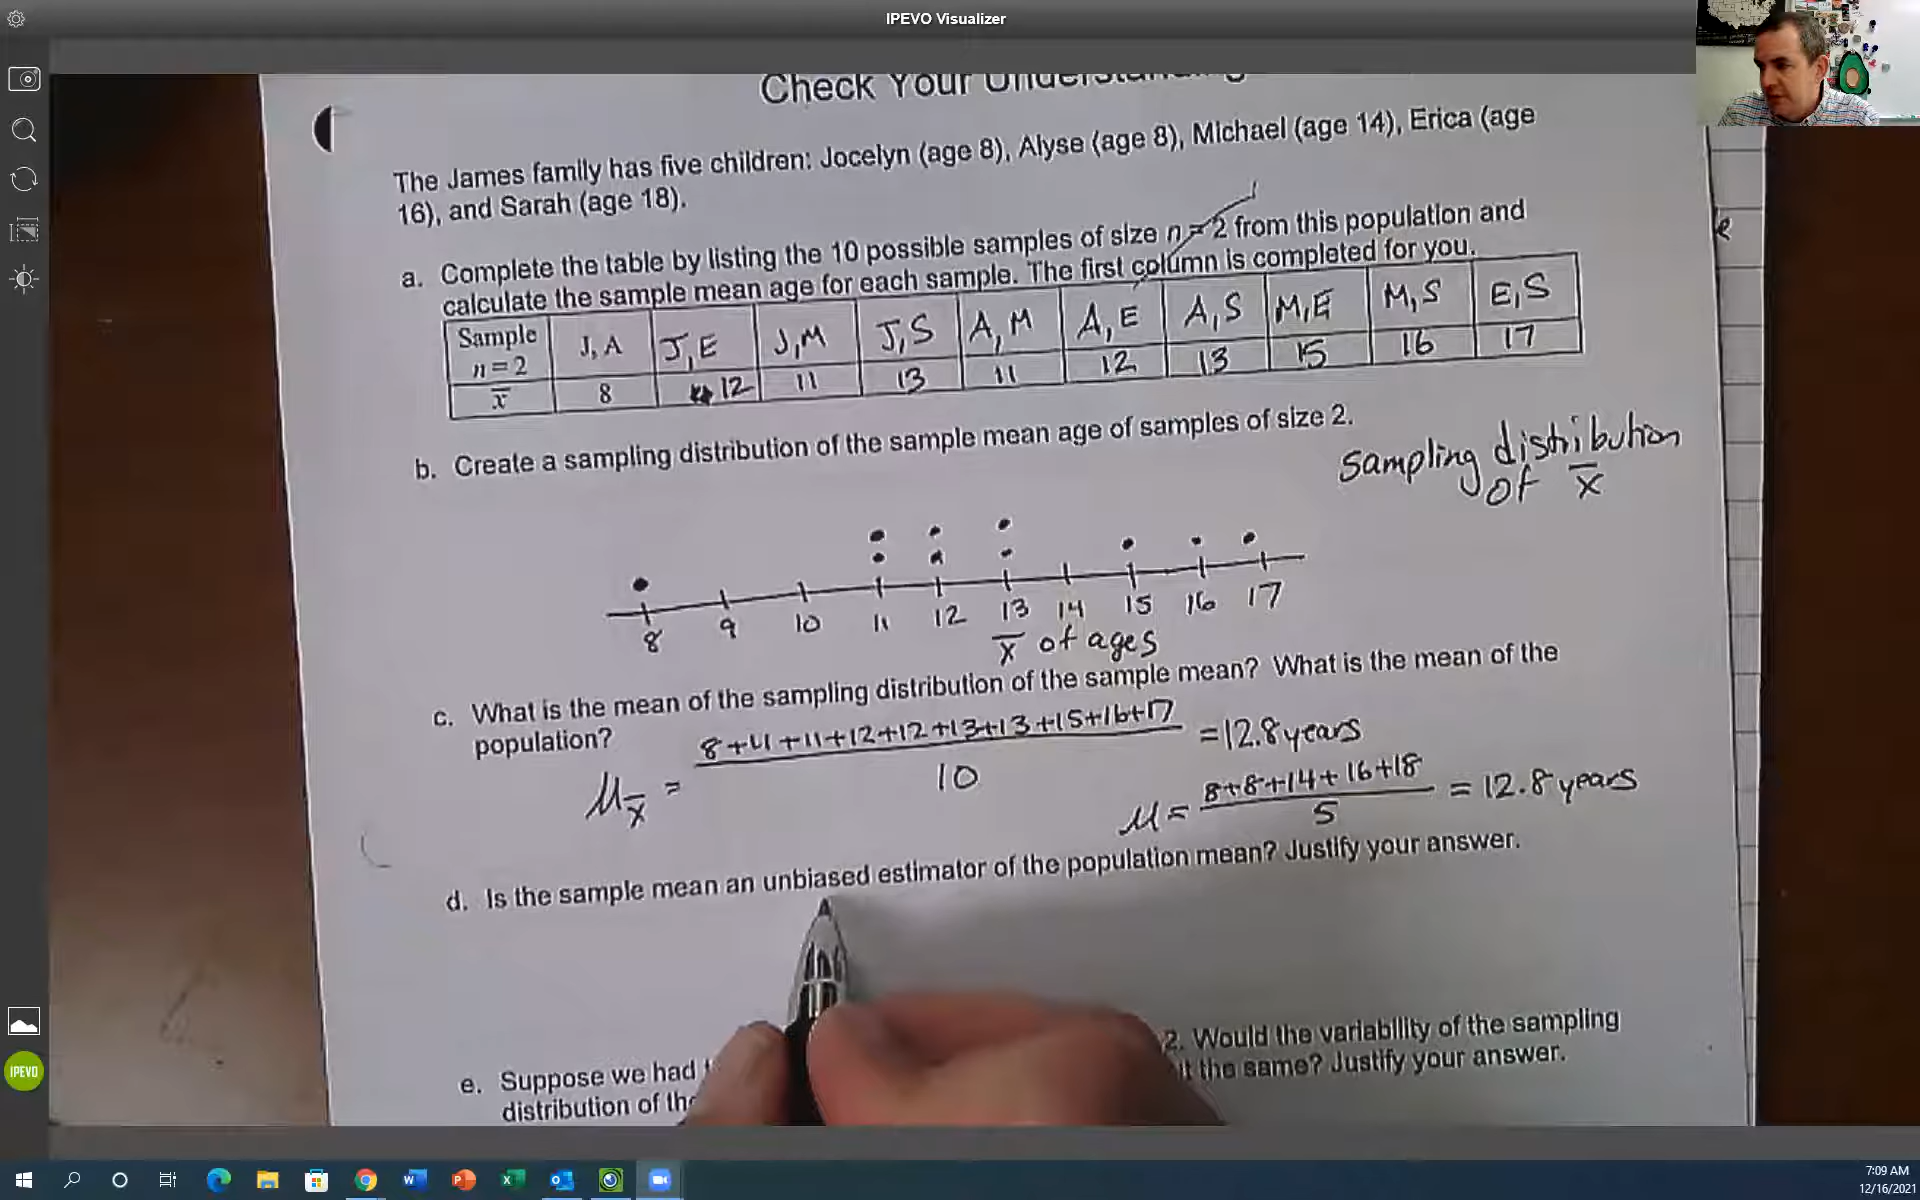 IPEVO Visualizer
Check Your Understanding
The James family has five children: Jocelyn (age 8), Alyse (age 8), Michael (age 14), Erica (age
16), and Sarah (age 18).
a. Complete the table by listing the 10 possible samples of size n = 2 from this population and
calculate the sample mean age for each sample. The first column is completed for you.
Sample n = 2 J, A J, E J, M J, S A, M A, E A, S M, E M, S E, S
x̄ 8 12 11 13 11 12 13 15 16 17
b. Create a sampling distribution of the sample mean age of samples of size 2.
sampling distribution
of x̄
8 9 10 11 12 13 14 15 16 17
x̄ of ages
c. What is the mean of the sampling distribution of the sample mean? What is the mean of the
population?
μx̄ = 8+11+11+12+12+13+13+15+16+17 / 10 = 12.8 years
μ = 8+8+14+16+18 / 5 = 12.8 years
d. Is the sample mean an unbiased estimator of the population mean? Justify your answer.
e. Suppose we had
2. Would the variability of the sampling
distribution of the
the same? Justify your answer.
IPEVO
7:09 AM
12/16/2021